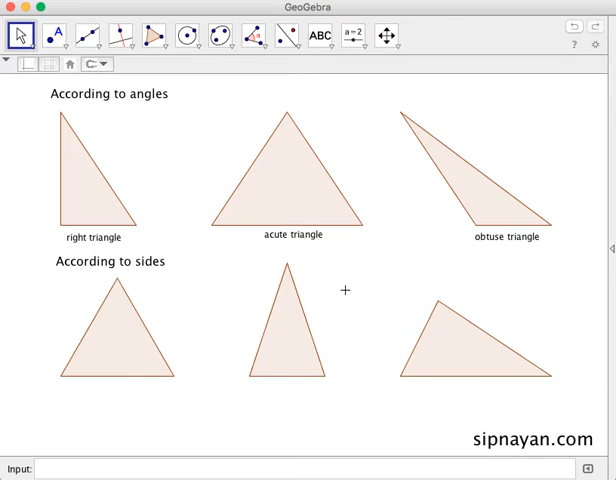 GeoGebra
A
ABC
a = 2
?
According to angles
right triangle
acute triangle
obtuse triangle
According to sides
sipnayan.com
Input: